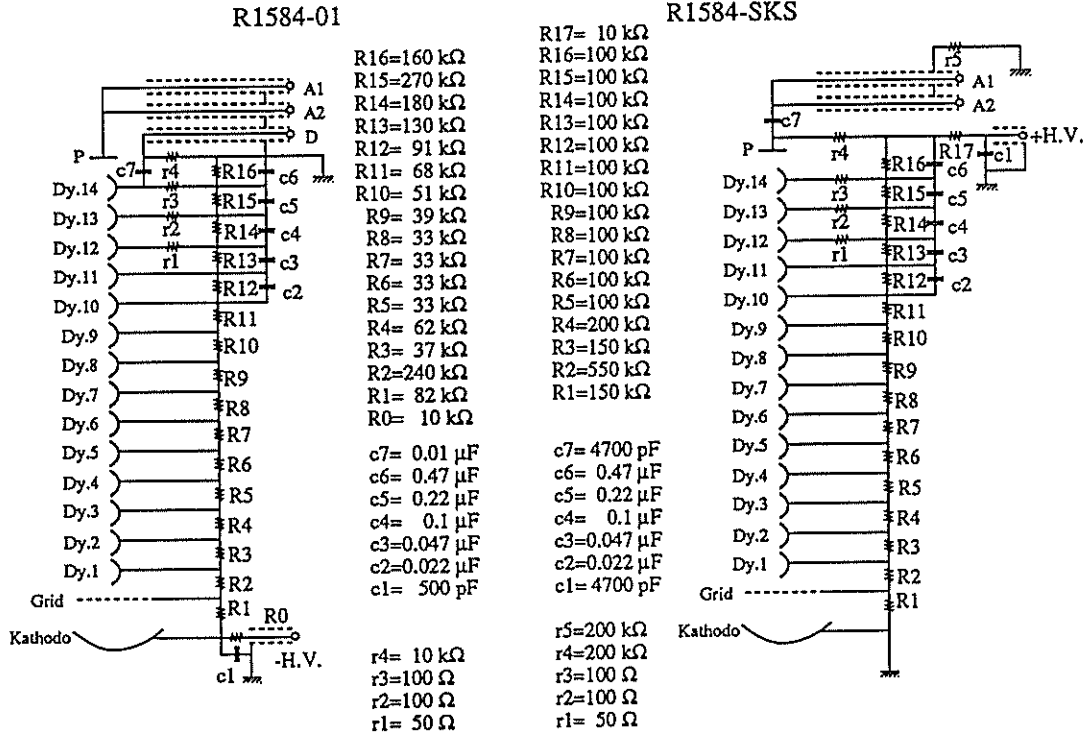 R1584-01
R16=160 kΩ
R15=270 kΩ
R14=180 kΩ
R13=130 kΩ
R12= 91 kΩ
R11= 68 kΩ
R10= 51 kΩ
R9= 39 kΩ
R8= 33 kΩ
R7= 33 kΩ
R6= 33 kΩ
R5= 33 kΩ
R4= 62 kΩ
R3= 37 kΩ
R2=240 kΩ
R1= 82 kΩ
R0= 10 kΩ
c7= 0.01 μF
c6= 0.47 μF
c5= 0.22 μF
c4= 0.1 μF
c3=0.047 μF
c2=0.022 μF
c1= 500 pF
r4= 10 kΩ
r3=100 Ω
r2=100 Ω
r1= 50 Ω
A1
A2
D
P
c7
r4
R16
c6
Dy.14
r3
R15
c5
Dy.13
r2
R14
c4
Dy.12
r1
R13
c3
Dy.11
R12
c2
Dy.10
R11
Dy.9
R10
Dy.8
R9
Dy.7
R8
Dy.6
R7
Dy.5
R6
Dy.4
R5
Dy.3
R4
Dy.2
R3
Dy.1
R2
Grid
R1
R0
Kathodo
-H.V.
c1
R1584-SKS
R17= 10 kΩ
R16=100 kΩ
R15=100 kΩ
R14=100 kΩ
R13=100 kΩ
R12=100 kΩ
R11=100 kΩ
R10=100 kΩ
R9=100 kΩ
R8=100 kΩ
R7=100 kΩ
R6=100 kΩ
R5=100 kΩ
R4=200 kΩ
R3=150 kΩ
R2=550 kΩ
R1=150 kΩ
c7= 4700 pF
c6= 0.47 μF
c5= 0.22 μF
c4= 0.1 μF
c3=0.047 μF
c2=0.022 μF
c1= 4700 pF
r5=200 kΩ
r4=200 kΩ
r3=100 Ω
r2=100 Ω
r1= 50 Ω
r5
A1
A2
c7
+H.V.
P
r4
R17
c1
R16
c6
Dy.14
r3
R15
c5
Dy.13
r2
R14
c4
Dy.12
r1
R13
c3
Dy.11
R12
c2
Dy.10
R11
Dy.9
R10
Dy.8
R9
Dy.7
R8
Dy.6
R7
Dy.5
R6
Dy.4
R5
Dy.3
R4
Dy.2
R3
Dy.1
R2
Grid
R1
Kathodo